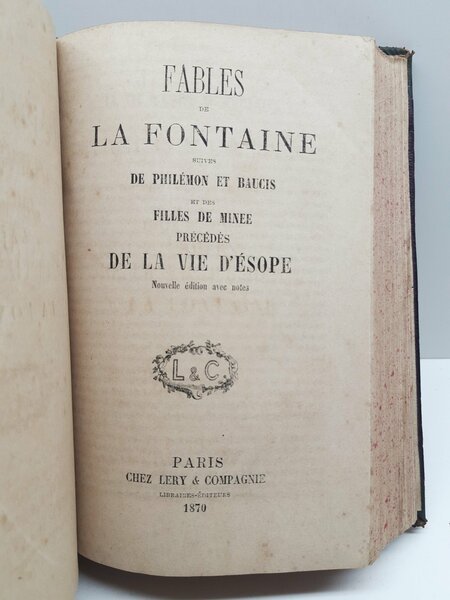 FABLES
DE
LA FONTAINE
SUIVIES
DE PHILÉMON ET BAUCIS
ET DES
FILLES DE MINEE
PRÉCÉDÉS
DE LA VIE D'ÉSOPE
Nouvelle édition avec notes
L & C.
PARIS
CHEZ LERY & COMPAGNIE
LIBRAIRES-ÉDITEURS
1870